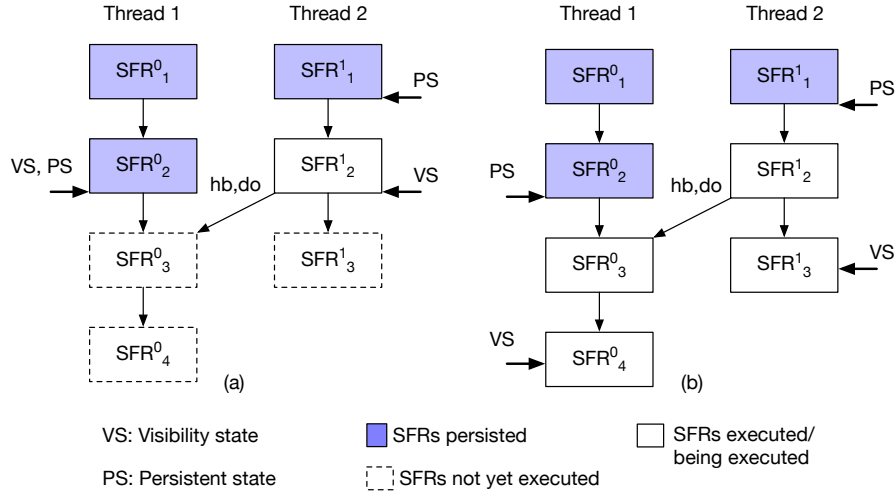 Thread 1 Thread 2 Thread 1 Thread 2
SFR⁰₁ SFR¹₁ PS
SFR⁰₂ SFR¹₂ VS, PS VS
hb,do
SFR⁰₃ SFR¹₃
SFR⁰₄
(a)
SFR⁰₁ SFR¹₁ PS
SFR⁰₂ SFR¹₂ PS
hb,do
SFR⁰₃ SFR¹₃ VS
VS SFR⁰₄
(b)
VS: Visibility state
SFRs persisted
SFRs executed/
being executed
PS: Persistent state
SFRs not yet executed